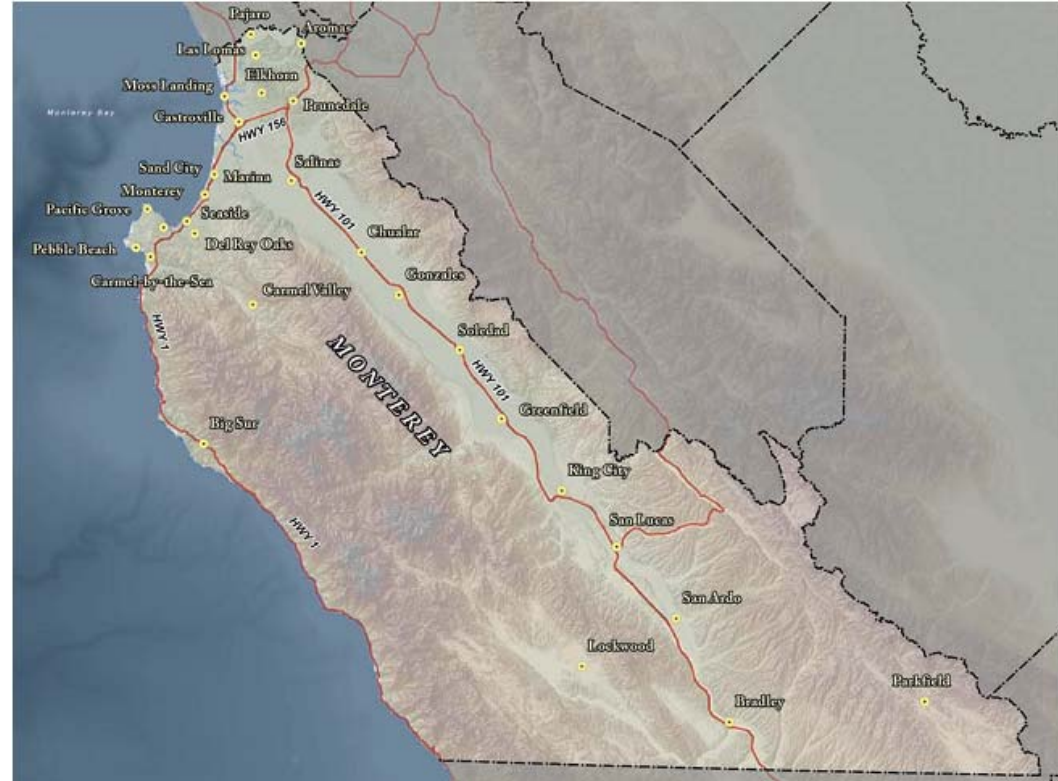 Pajaro
Aromas
Las Lomas
Elkhorn
Moss Landing
Prunedale
Monterey Bay
Castroville
HWY 156
Sand City
Marina
Salinas
Monterey
HWY 101
Pacific Grove
Seaside
Chualar
Pebble Beach
Del Rey Oaks
Carmel-by-the-Sea
Gonzales
Carmel Valley
HWY 1
Soledad
MONTEREY
HWY 101
Greenfield
Big Sur
King City
San Lucas
HWY 1
San Ardo
Lockwood
Parkfield
Bradley